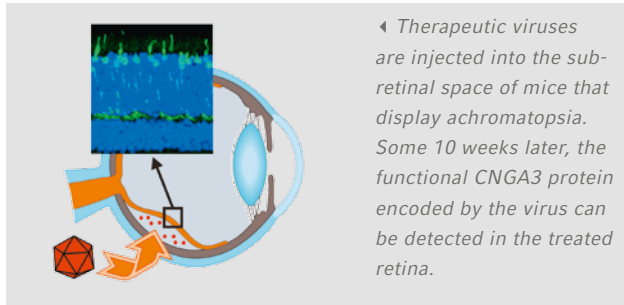 ◂ Therapeutic viruses
are injected into the sub-
retinal space of mice that
display achromatopsia.
Some 10 weeks later, the
functional CNGA3 protein
encoded by the virus can
be detected in the treated
retina.